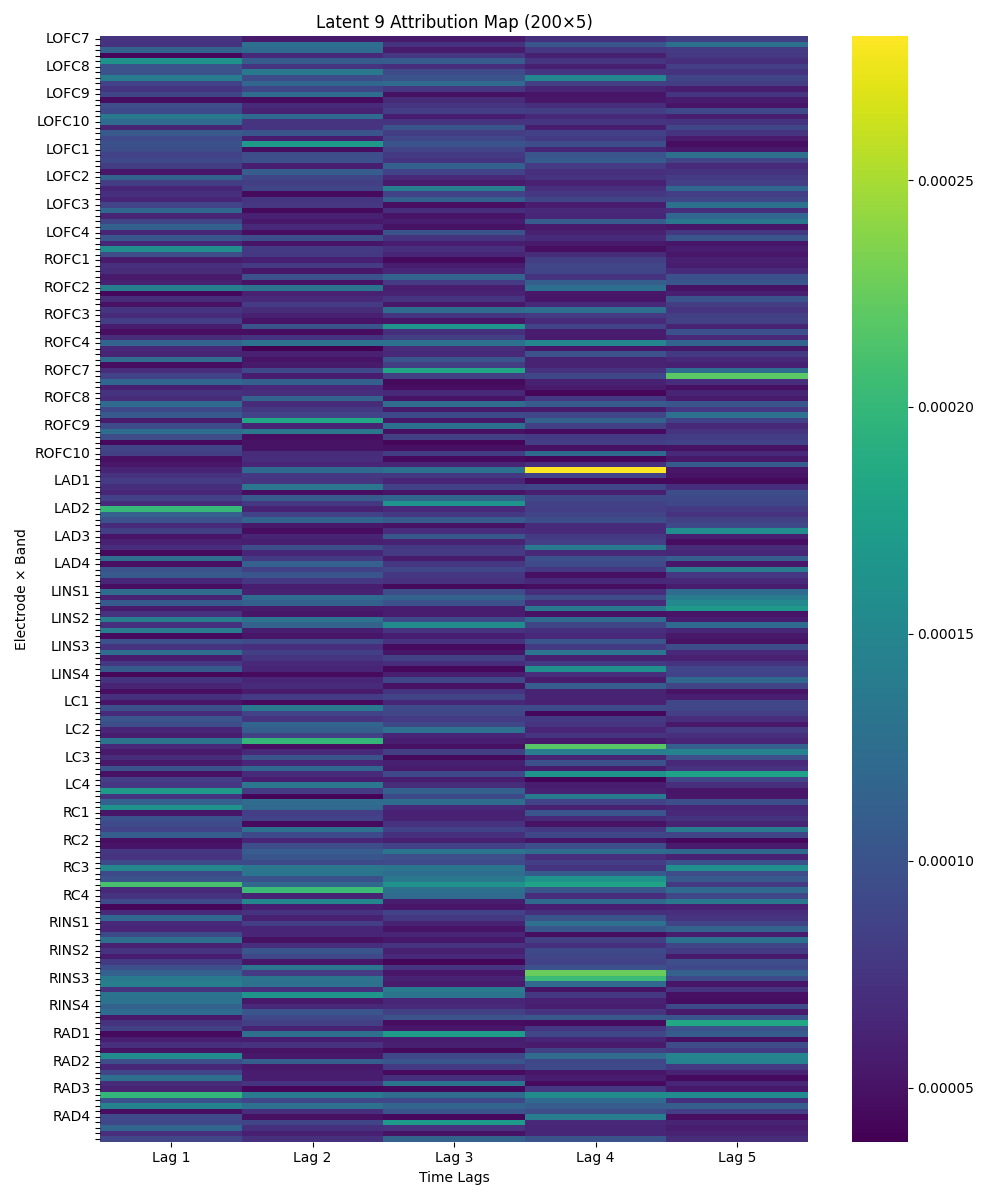 Latent 9 Attribution Map (200×5)
LOFC7
LOFC8
LOFC9
LOFC10
LOFC1
LOFC2
LOFC3
LOFC4
ROFC1
ROFC2
ROFC3
ROFC4
ROFC7
ROFC8
ROFC9
ROFC10
LAD1
LAD2
LAD3
LAD4
LINS1
LINS2
LINS3
LINS4
LC1
LC2
LC3
LC4
RC1
RC2
RC3
RC4
RINS1
RINS2
RINS3
RINS4
RAD1
RAD2
RAD3
RAD4
Electrode × Band
Lag 1 Lag 2 Lag 3 Lag 4 Lag 5
Time Lags
0.00025
0.00020
0.00015
0.00010
0.00005